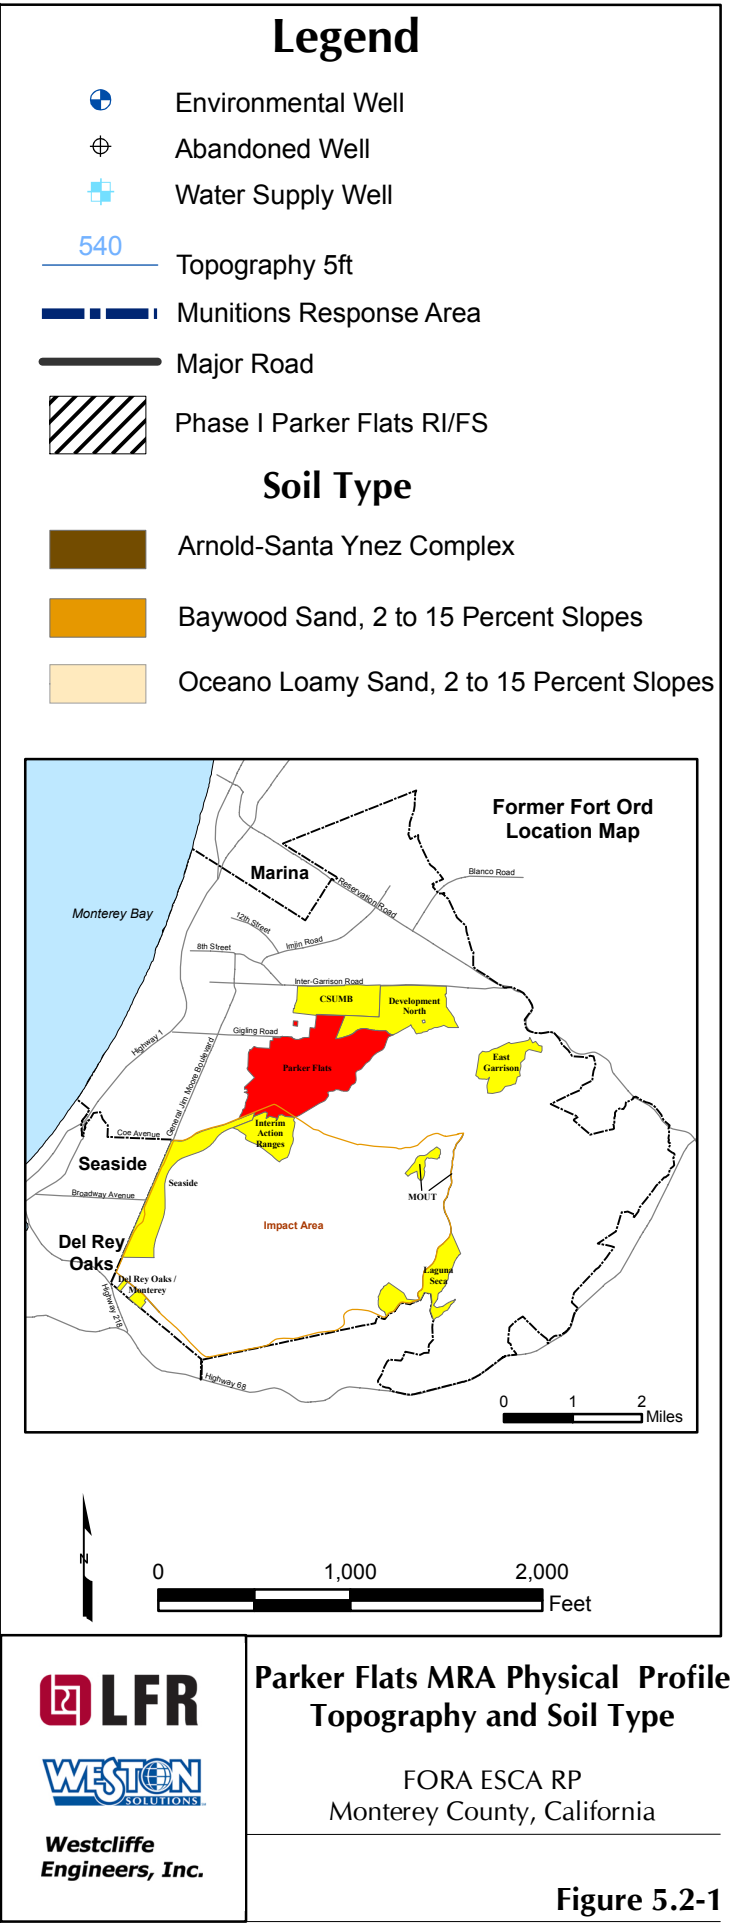 Legend
Environmental Well
Abandoned Well
Water Supply Well
540
Topography 5ft
Munitions Response Area
Major Road
Phase I Parker Flats RI/FS
Soil Type
Arnold-Santa Ynez Complex
Baywood Sand, 2 to 15 Percent Slopes
Oceano Loamy Sand, 2 to 15 Percent Slopes
Former Fort Ord
Location Map
Marina
Reservation Road
Blanco Road
Monterey Bay
12th Street
Imjin Road
8th Street
Inter-Garrison Road
CSUMB
Development
North
Highway 1
Gigling Road
General Jim Moore Boulevard
Parker Flats
East
Garrison
Coe Avenue
Interim
Action
Ranges
Seaside
Seaside
MOUT
Broadway Avenue
Impact Area
Del Rey
Oaks
Del Rey Oaks /
Monterey
Laguna
Seca
Highway 218
Highway 68
0 1 2
Miles
N
0 1,000 2,000
Feet
LFR
WESTON
SOLUTIONS
Westcliffe
Engineers, Inc.
Parker Flats MRA Physical Profile
Topography and Soil Type
FORA ESCA RP
Monterey County, California
Figure 5.2-1